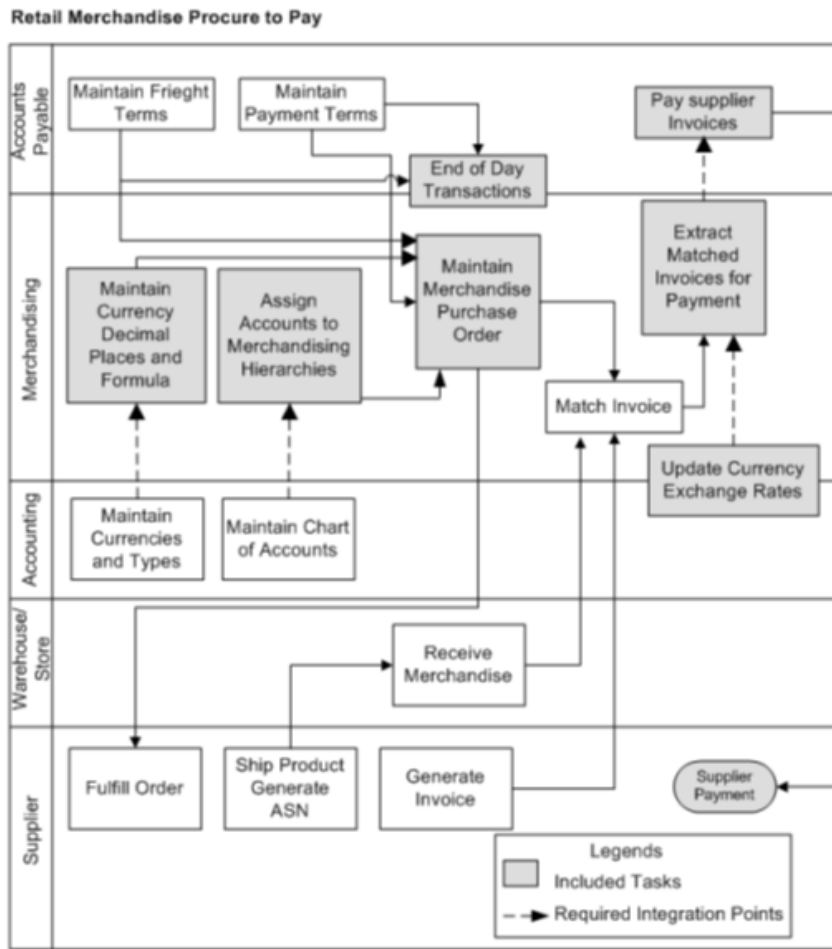 Retail Merchandise Procure to Pay
Accounts
Payable
Maintain Frieght
Terms
Maintain
Payment Terms
Pay supplier
Invoices
End of Day
Transactions
Merchandising
Extract
Matched
Invoices for
Payment
Maintain
Merchandise
Purchase
Order
Maintain
Currency
Decimal
Places and
Formula
Assign
Accounts to
Merchandising
Hierarchies
Match Invoice
Update Currency
Exchange Rates
Accounting
Maintain
Currencies
and Types
Maintain Chart
of Accounts
Warehouse/
Store
Receive
Merchandise
Supplier
Fulfill Order
Ship Product
Generate
ASN
Generate
Invoice
Supplier
Payment
Legends
Included Tasks
Required Integration Points